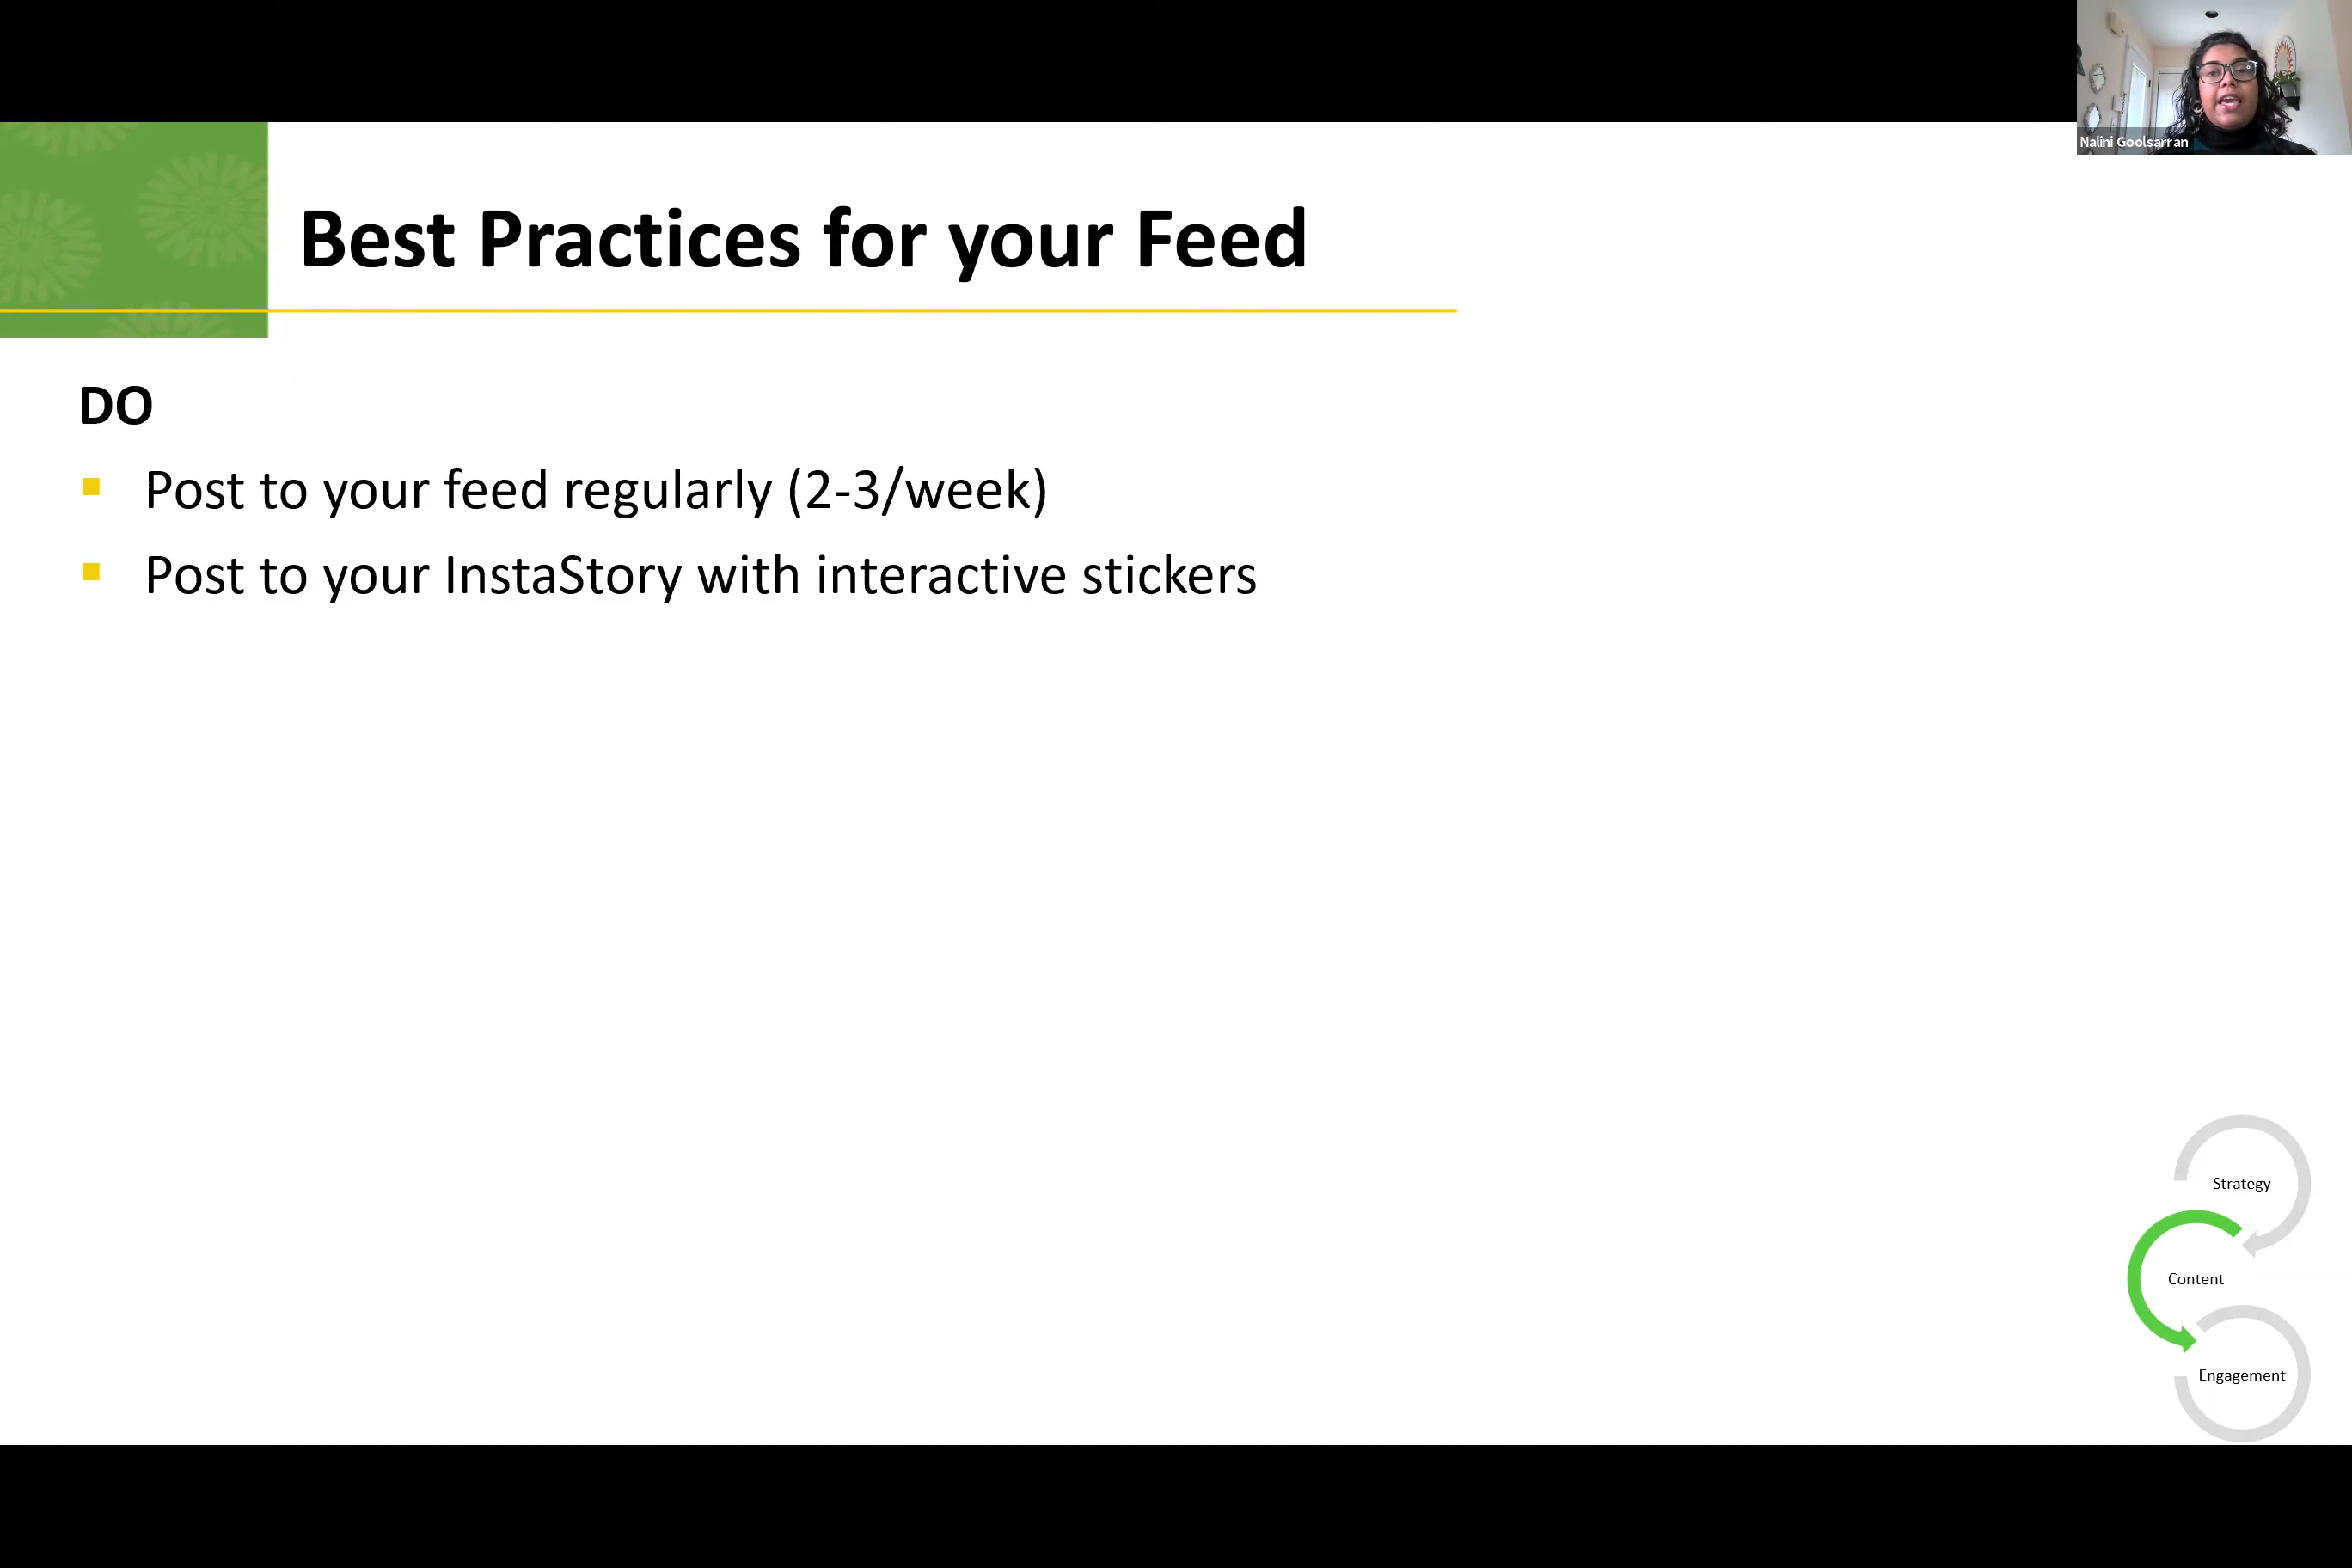 Nalini Goolsarran
Best Practices for your Feed
DO
Post to your feed regularly (2-3/week)
Post to your InstaStory with interactive stickers
Strategy
Content
Engagement